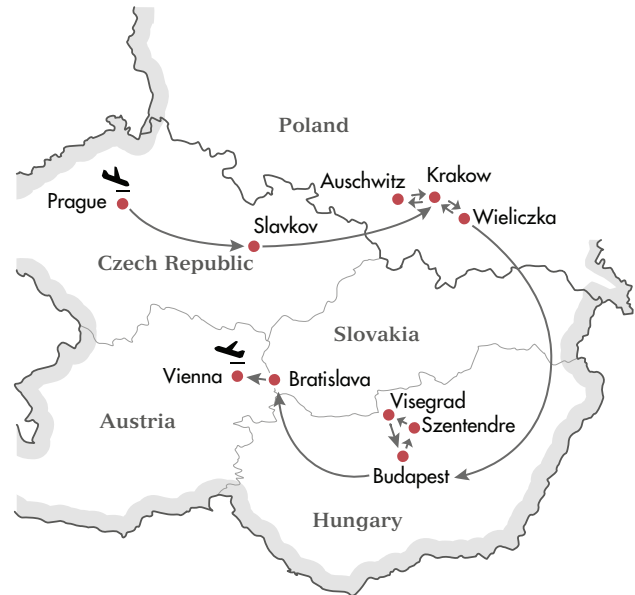 Poland
Auschwitz
Krakow
Prague
Slavkov
Wieliczka
Czech Republic
Slovakia
Vienna
Bratislava
Visegrad
Austria
Szentendre
Budapest
Hungary